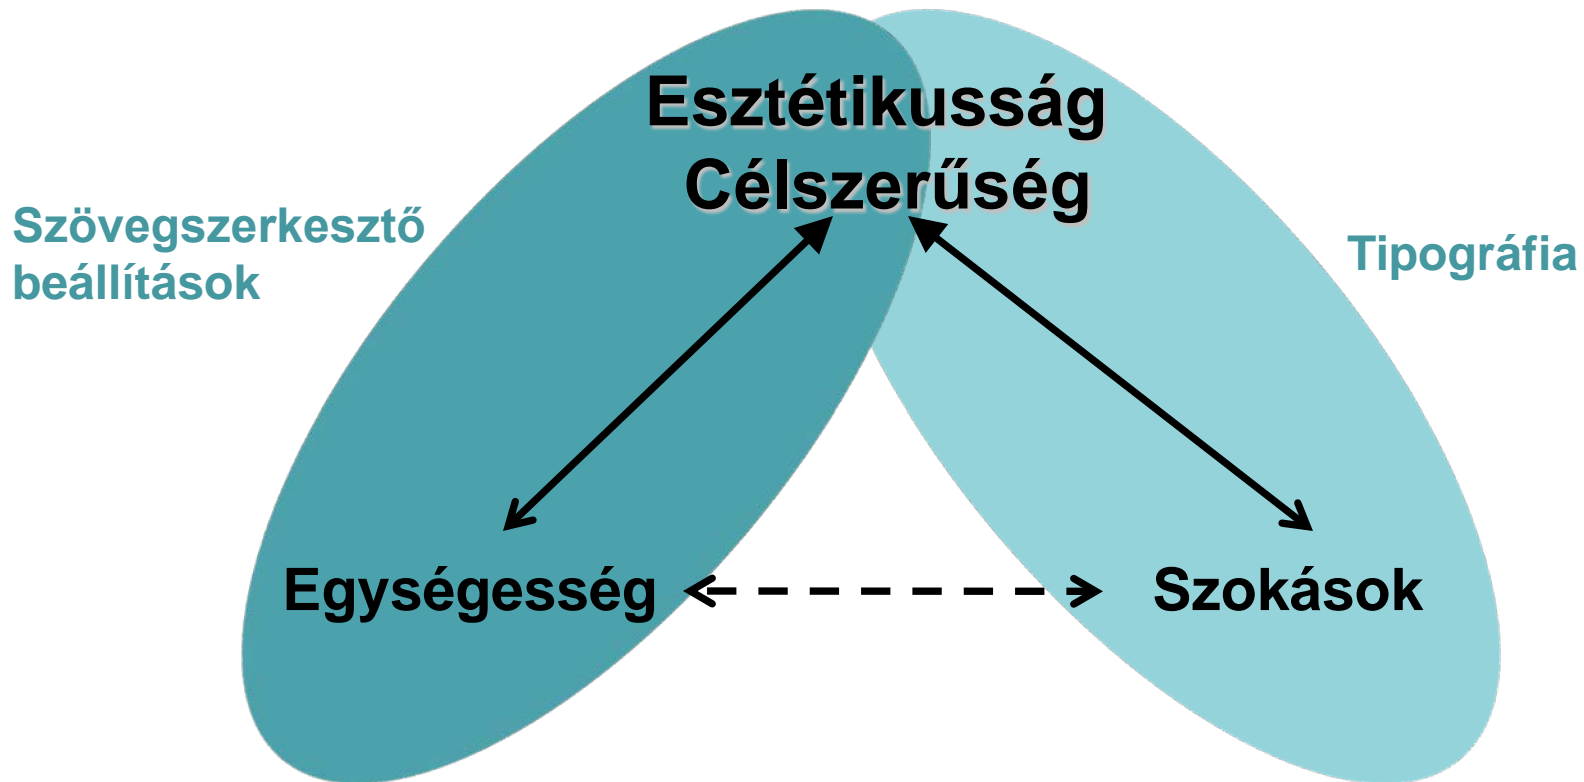 Esztétikusság
Célszerűség
Szövegszerkesztő
beállítások
Tipográfia
Egységesség
Szokások